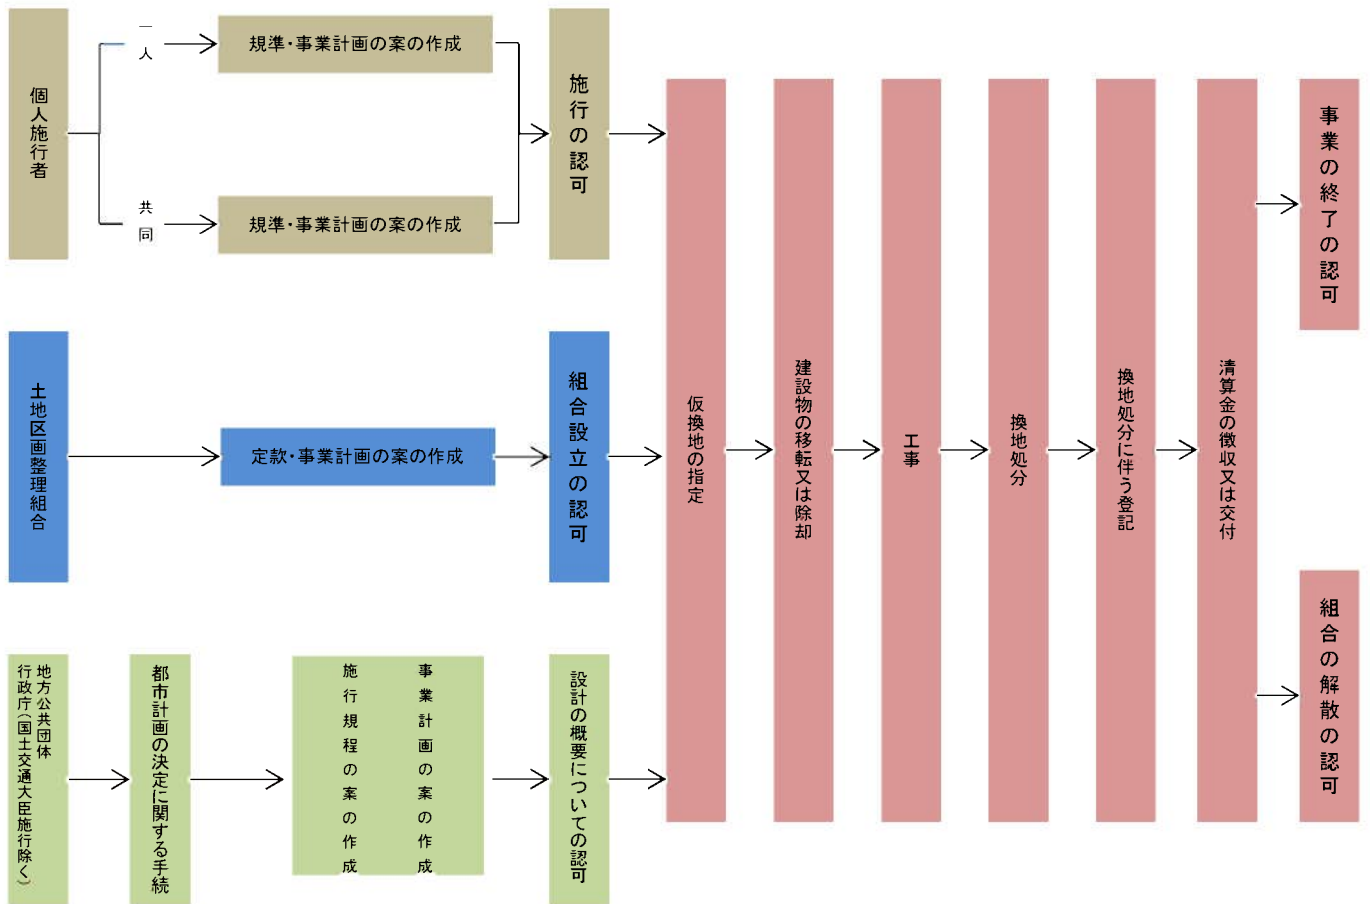 個人施行者
一人
規準・事業計画の案の作成
共同
規準・事業計画の案の作成
施行の認可
土地区画整理組合
定款・事業計画の案の作成
組合設立の認可
地方公共団体
行政庁(国土交通大臣施行除く)
都市計画の決定に関する手続
事業計画の案の作成
施行規程の案の作成
設計の概要についての認可
仮換地の指定
建設物の移転又は除却
工事
換地処分
換地処分に伴う登記
清算金の徴収又は交付
事業の終了の認可
組合の解散の認可